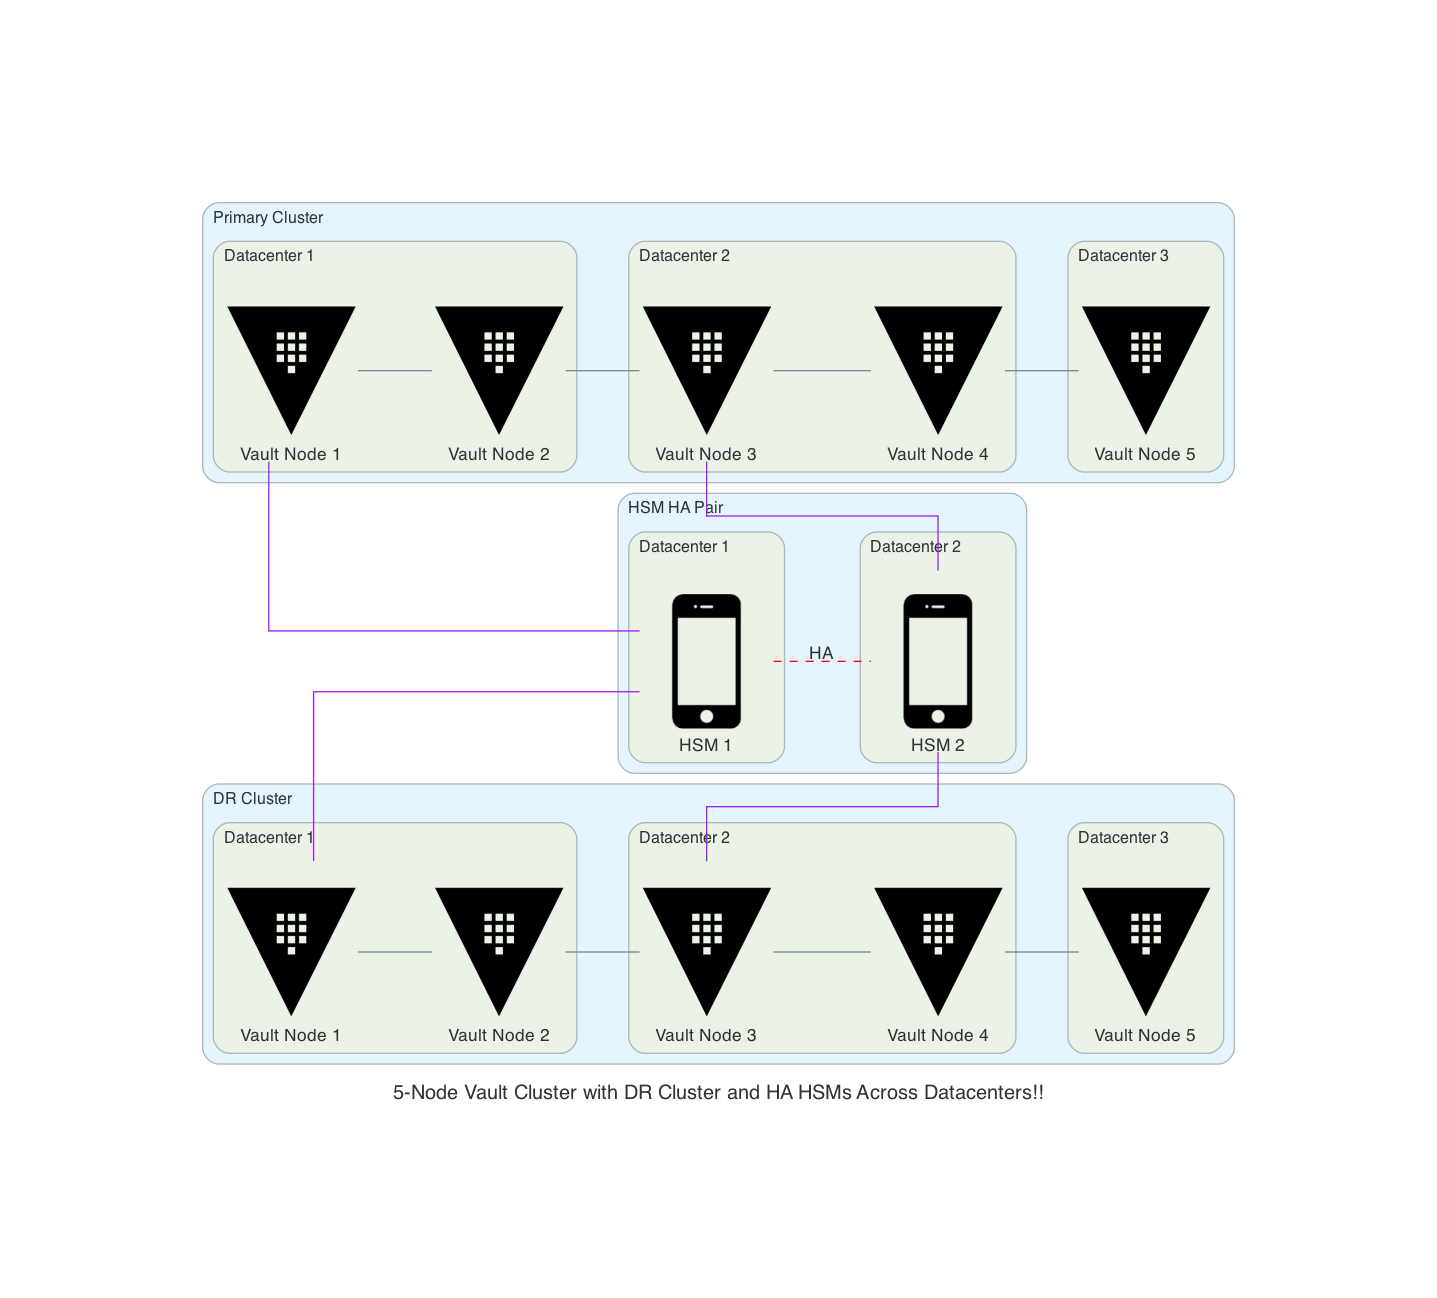 Primary Cluster
Datacenter 1
Datacenter 2
Datacenter 3
Vault Node 1
Vault Node 2
Vault Node 3
Vault Node 4
Vault Node 5
HSM HA Pair
Datacenter 1
Datacenter 2
HA
HSM 1
HSM 2
DR Cluster
Datacenter 1
Datacenter 2
Datacenter 3
Vault Node 1
Vault Node 2
Vault Node 3
Vault Node 4
Vault Node 5
5-Node Vault Cluster with DR Cluster and HA HSMs Across Datacenters!!